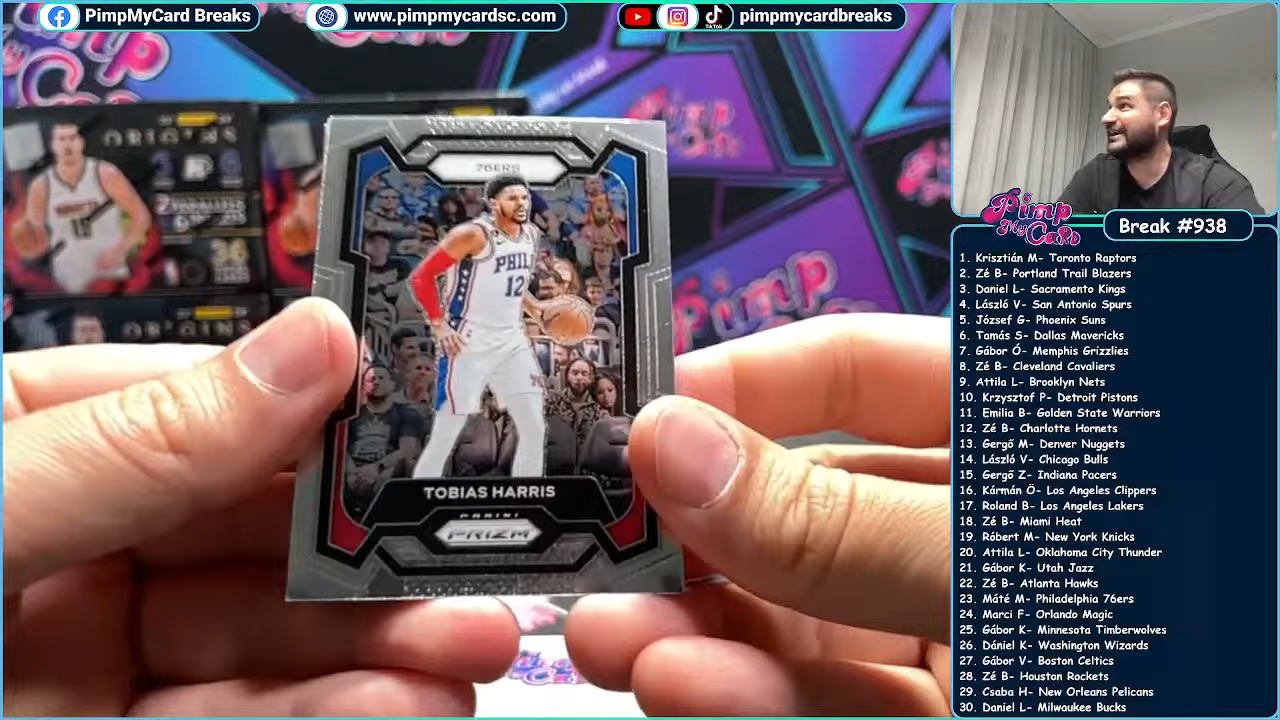 PimpMyCard Breaks
www.pimpmycardsc.com
pimpmycardbreaks
TikTok
ORIGINS
36
76ERS
PHIL
12
TOBIAS HARRIS
PANINI
PRIZM
Pimp
My
Card
Break #938
1. Krisztián M- Toronto Raptors
2. Zé B- Portland Trail Blazers
3. Daniel L- Sacramento Kings
4. László V- San Antonio Spurs
5. József G- Phoenix Suns
6. Tamás S- Dallas Mavericks
7. Gábor Ó- Memphis Grizzlies
8. Zé B- Cleveland Cavaliers
9. Attila L- Brooklyn Nets
10. Krzysztof P- Detroit Pistons
11. Emilia B- Golden State Warriors
12. Zé B- Charlotte Hornets
13. Gergő M- Denver Nuggets
14. László V- Chicago Bulls
15. Gergő Z- Indiana Pacers
16. Kármán Ö- Los Angeles Clippers
17. Roland B- Los Angeles Lakers
18. Zé B- Miami Heat
19. Róbert M- New York Knicks
20. Attila L- Oklahoma City Thunder
21. Gábor K- Utah Jazz
22. Zé B- Atlanta Hawks
23. Máté M- Philadelphia 76ers
24. Marci F- Orlando Magic
25. Gábor K- Minnesota Timberwolves
26. Dániel K- Washington Wizards
27. Gábor V- Boston Celtics
28. Zé B- Houston Rockets
29. Csaba H- New Orleans Pelicans
30. Daniel L- Milwaukee Bucks